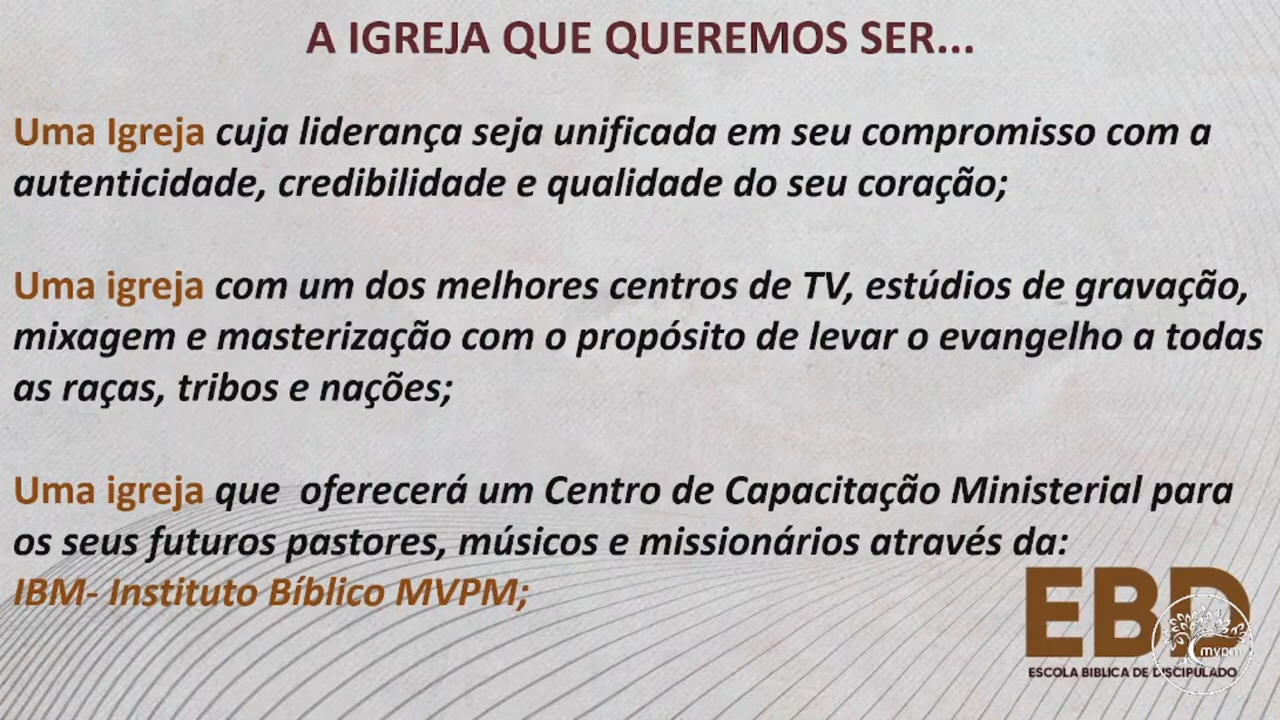 A IGREJA QUE QUEREMOS SER...
Uma Igreja cuja liderança seja unificada em seu compromisso com a
autenticidade, credibilidade e qualidade do seu coração;
Uma igreja com um dos melhores centros de TV, estúdios de gravação,
mixagem e masterização com o propósito de levar o evangelho a todas
as raças, tribos e nações;
Uma igreja que  oferecerá um Centro de Capacitação Ministerial para
os seus futuros pastores, músicos e missionários através da:
IBM- Instituto Bíblico MVPM;
EBD
mvpm
ESCOLA BIBLICA DE DISCIPULADO